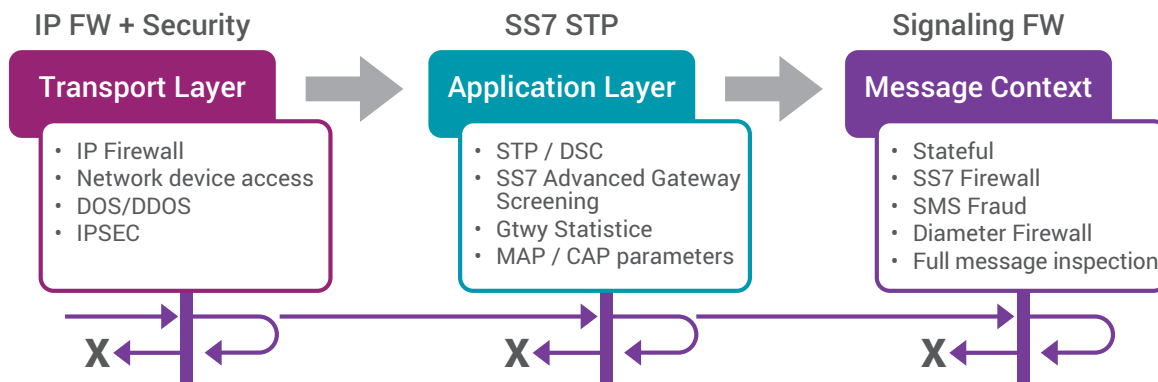 IP FW + Security
SS7 STP
Signaling FW
Transport Layer
Application Layer
Message Context
• IP Firewall
• Network device access
• DOS/DDOS
• IPSEC
• STP / DSC
• SS7 Advanced Gateway
Screening
• Gtwy Statistice
• MAP / CAP parameters
• Stateful
• SS7 Firewall
• SMS Fraud
• Diameter Firewall
• Full message inspection
X
X
X